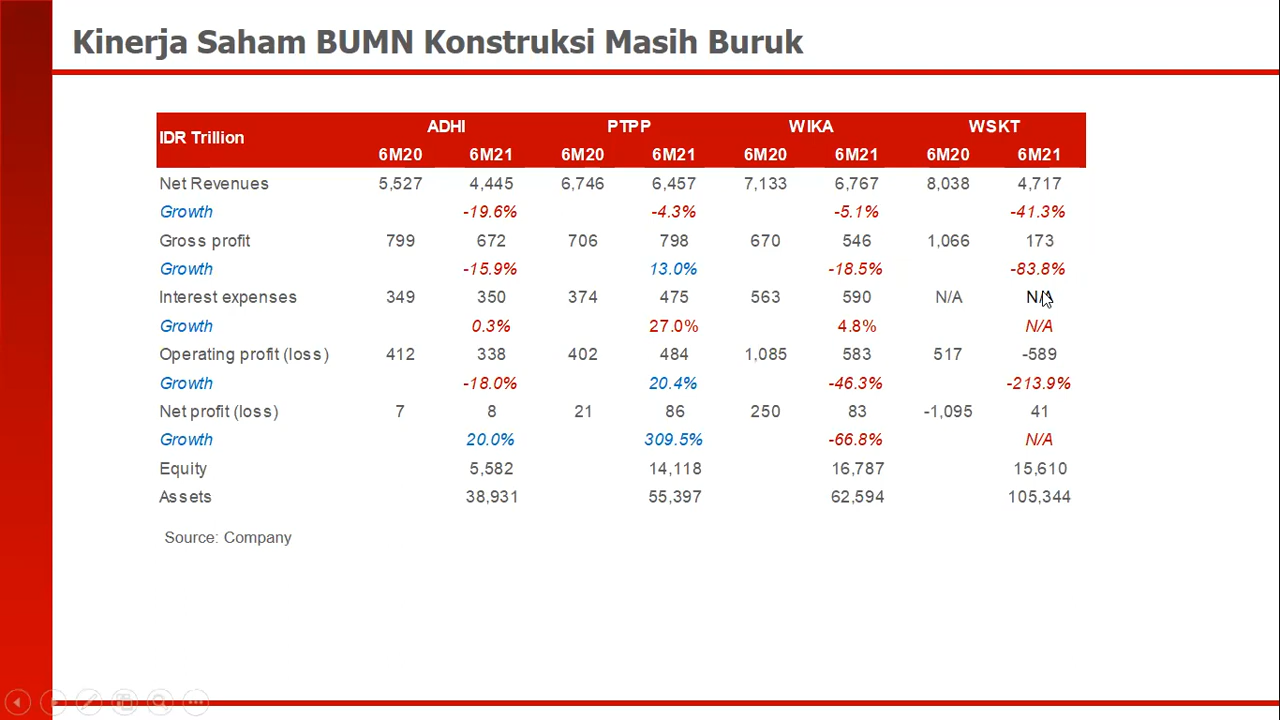 Kinerja Saham BUMN Konstruksi Masih Buruk
IDR Trillion ADHI PTPP WIKA WSKT
6M20 6M21 6M20 6M21 6M20 6M21 6M20 6M21
Net Revenues 5,527 4,445 6,746 6,457 7,133 6,767 8,038 4,717
Growth -19.6% -4.3% -5.1% -41.3%
Gross profit 799 672 706 798 670 546 1,066 173
Growth -15.9% 13.0% -18.5% -83.8%
Interest expenses 349 350 374 475 563 590 N/A N/A
Growth 0.3% 27.0% 4.8% N/A
Operating profit (loss) 412 338 402 484 1,085 583 517 -589
Growth -18.0% 20.4% -46.3% -213.9%
Net profit (loss) 7 8 21 86 250 83 -1,095 41
Growth 20.0% 309.5% -66.8% N/A
Equity 5,582 14,118 16,787 15,610
Assets 38,931 55,397 62,594 105,344
Source: Company